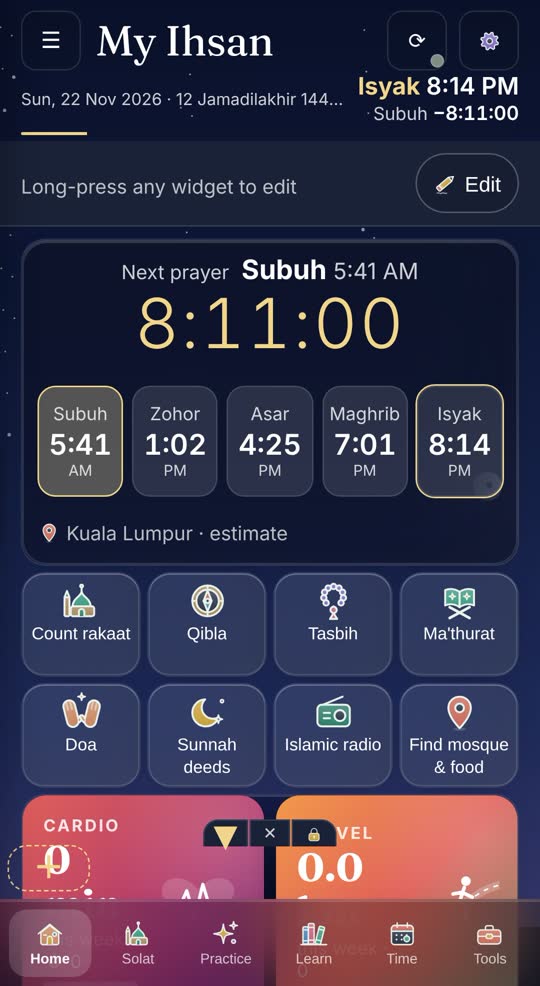 My Ihsan
Sun, 22 Nov 2026 · 12 Jamadilakhir 144...
Isyak 8:14 PM
Subuh −8:11:00
Long-press any widget to edit
Edit
Next prayer Subuh 5:41 AM
8:11:00
Subuh Zohor Asar Maghrib Isyak
5:41 1:02 4:25 7:01 8:14
AM PM PM PM PM
Kuala Lumpur · estimate
Count rakaat Qibla Tasbih Ma'thurat
Doa Sunnah deeds Islamic radio Find mosque & food
CARDIO
0
VEL
0.0
Home Solat Practice Learn Time Tools